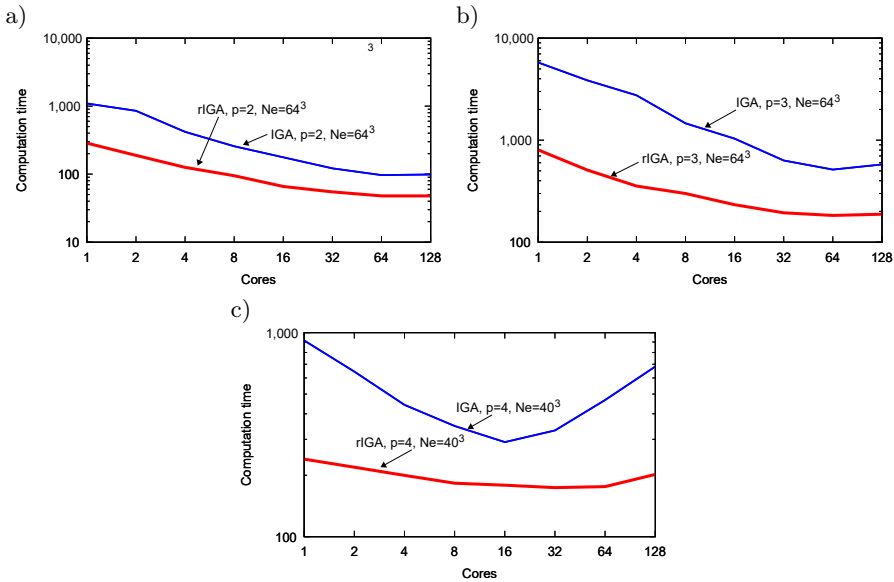 a)
10,000
1,000
100
10
Computation time
3
rIGA, p=2, Ne=64³
IGA, p=2, Ne=64³
1 2 4 8 16 32 64 128
Cores
b)
10,000
1,000
100
Computation time
IGA, p=3, Ne=64³
rIGA, p=3, Ne=64³
1 2 4 8 16 32 64 128
Cores
c)
1,000
100
Computation time
IGA, p=4, Ne=40³
rIGA, p=4, Ne=40³
1 2 4 8 16 32 64 128
Cores